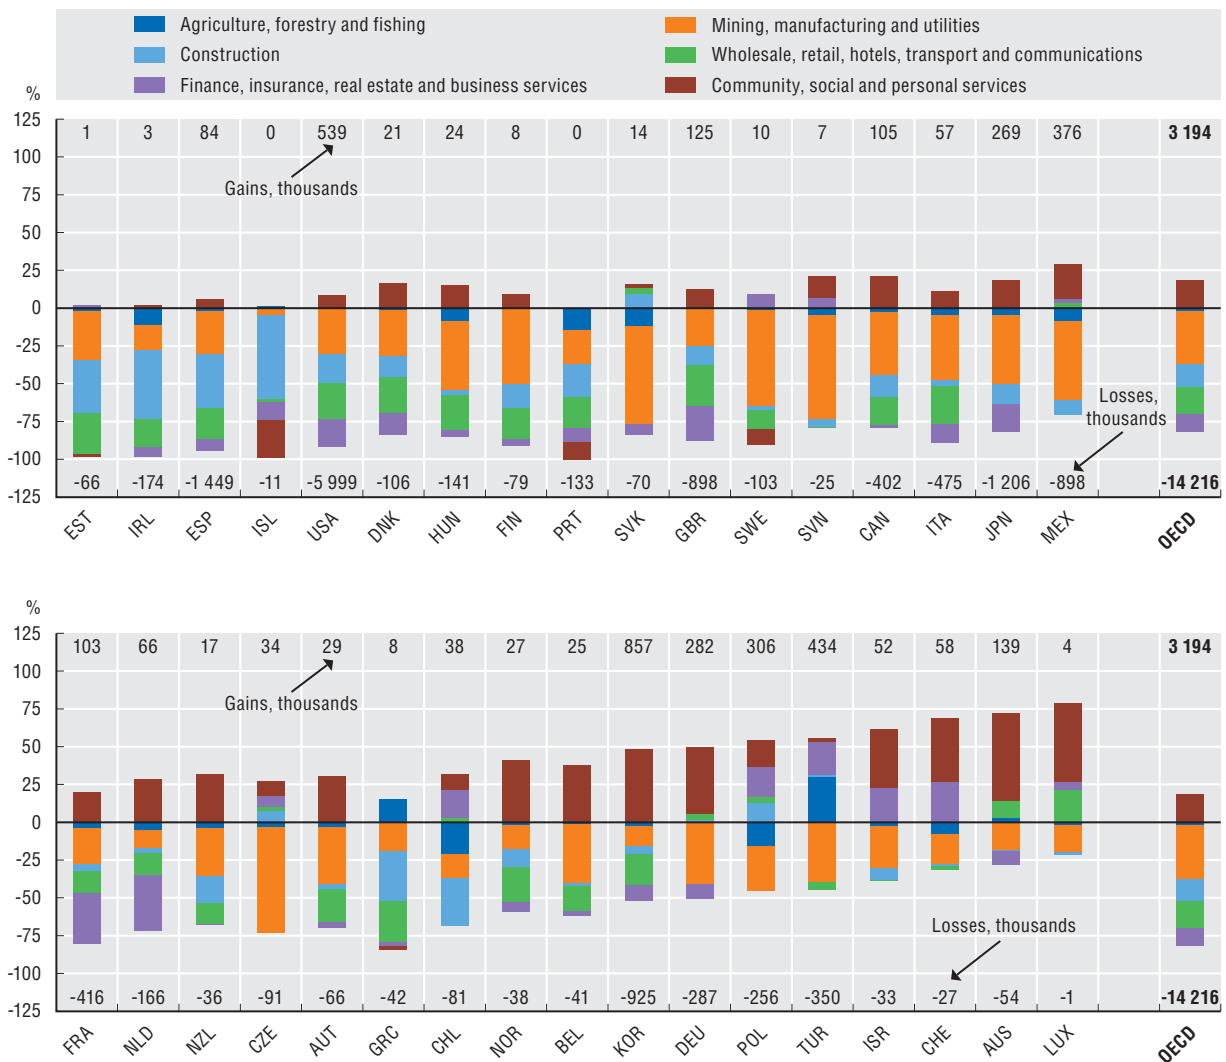 Agriculture, forestry and fishing
Mining, manufacturing and utilities
Construction
Wholesale, retail, hotels, transport and communications
Finance, insurance, real estate and business services
Community, social and personal services
%
125
1 3 84 0 539 21 24 8 0 14 125 10 7 105 57 269 376 3 194
100
Gains, thousands
75
50
25
0
-25
-50
Losses, thousands
-75
-100
-125
-66 -174 -1 449 -11 -5 999 -106 -141 -79 -133 -70 -898 -103 -25 -402 -475 -1 206 -898 -14 216
EST IRL ESP ISL USA DNK HUN FIN PRT SVK GBR SWE SVN CAN ITA JPN MEX OECD
%
125
103 66 17 34 29 8 38 27 25 857 282 306 434 52 58 139 4 3 194
100
Gains, thousands
75
50
25
0
-25
-50
Losses, thousands
-75
-100
-125
-416 -166 -36 -91 -66 -42 -81 -38 -41 -925 -287 -256 -350 -33 -27 -54 -1 -14 216
FRA NLD NZL CZE AUT GRC CHL NOR BEL KOR DEU POL TUR ISR CHE AUS LUX OECD